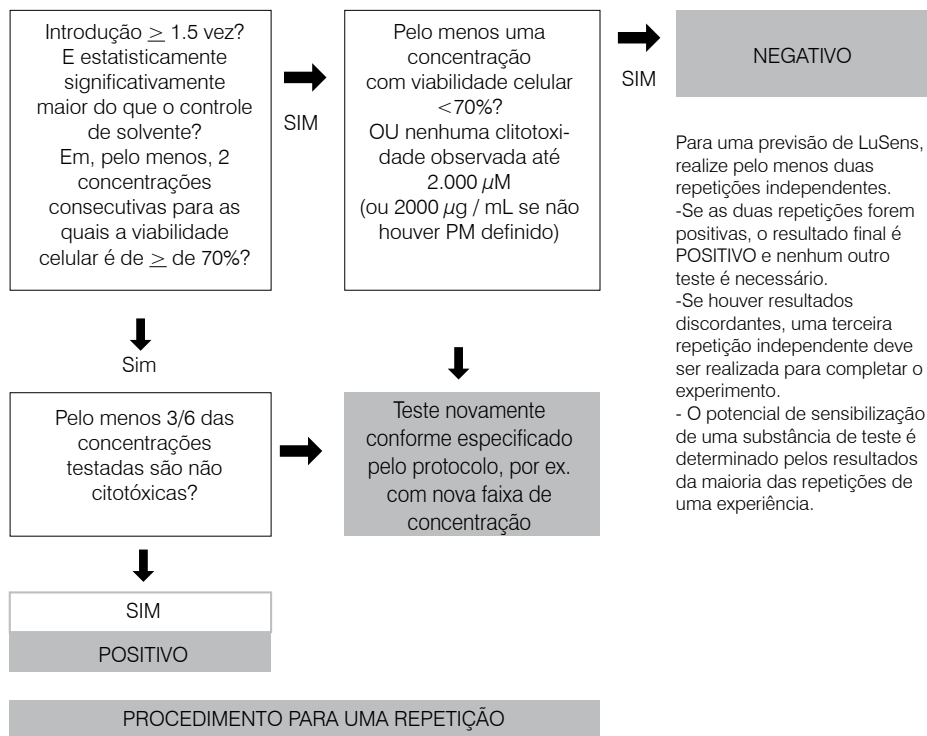 Introdução ≥ 1.5 vez?
E estatisticamente
significativamente
maior do que o controle
de solvente?
Em, pelo menos, 2
concentrações
consecutivas para as
quais a viabilidade
celular é de ≥ de 70%?
SIM
Pelo menos uma
concentração
com viabilidade celular
<70%?
OU nenhuma clitotoxi-
dade observada até
2.000 µM
(ou 2000 µg / mL se não
houver PM definido)
SIM
NEGATIVO
Para uma previsão de LuSens,
realize pelo menos duas
repetições independentes.
-Se as duas repetições forem
positivas, o resultado final é
POSITIVO e nenhum outro
teste é necessário.
-Se houver resultados
discordantes, uma terceira
repetição independente deve
ser realizada para completar o
experimento.
- O potencial de sensibilização
de uma substância de teste é
determinado pelos resultados
da maioria das repetições de
uma experiência.
Sim
Pelo menos 3/6 das
concentrações
testadas são não
citotóxicas?
Teste novamente
conforme especificado
pelo protocolo, por ex.
com nova faixa de
concentração
SIM
POSITIVO
PROCEDIMENTO PARA UMA REPETIÇÃO